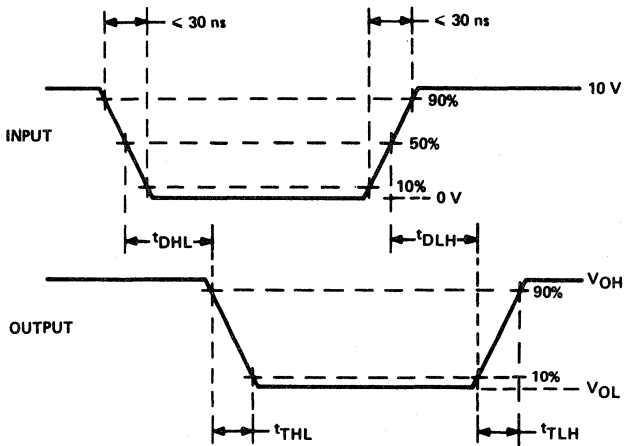 < 30 ns
< 30 ns
10 V
90%
INPUT
50%
10%
0 V
tDHL
tDLH
VOH
90%
OUTPUT
10%
VOL
tTHL
tTLH